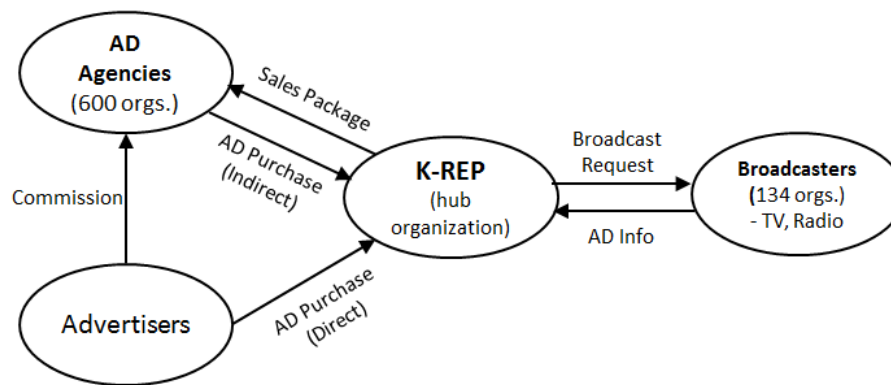 AD
Agencies
(600 orgs.)
Sales Package
AD Purchase
(Indirect)
Commission
K-REP
(hub
organization)
Broadcast
Request
AD Info
Broadcasters
(134 orgs.)
- TV, Radio
Advertisers
AD Purchase
(Direct)